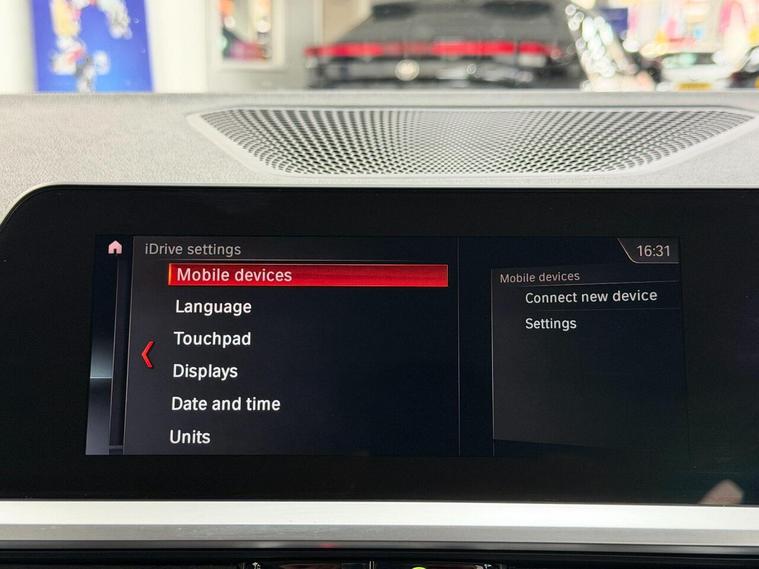 iDrive settings
16:31
Mobile devices
Language
Touchpad
Displays
Date and time
Units
Mobile devices
Connect new device
Settings